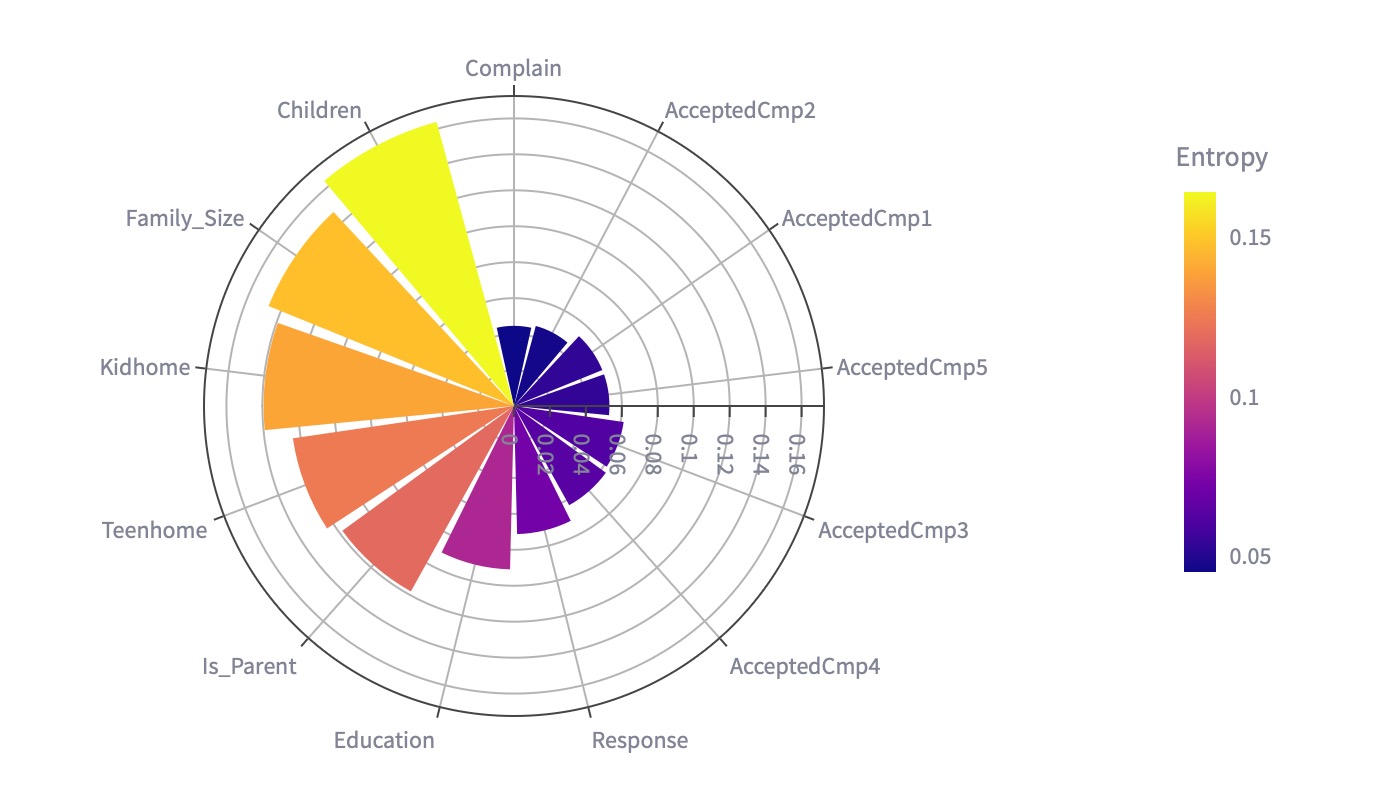 Complain
Children
AcceptedCmp2
Entropy
Family_Size
AcceptedCmp1
0.15
Kidhome
AcceptedCmp5
0.1
0
0.02
0.04
0.06
0.08
0.1
0.12
0.14
0.16
Teenhome
AcceptedCmp3
0.05
Is_Parent
AcceptedCmp4
Education
Response